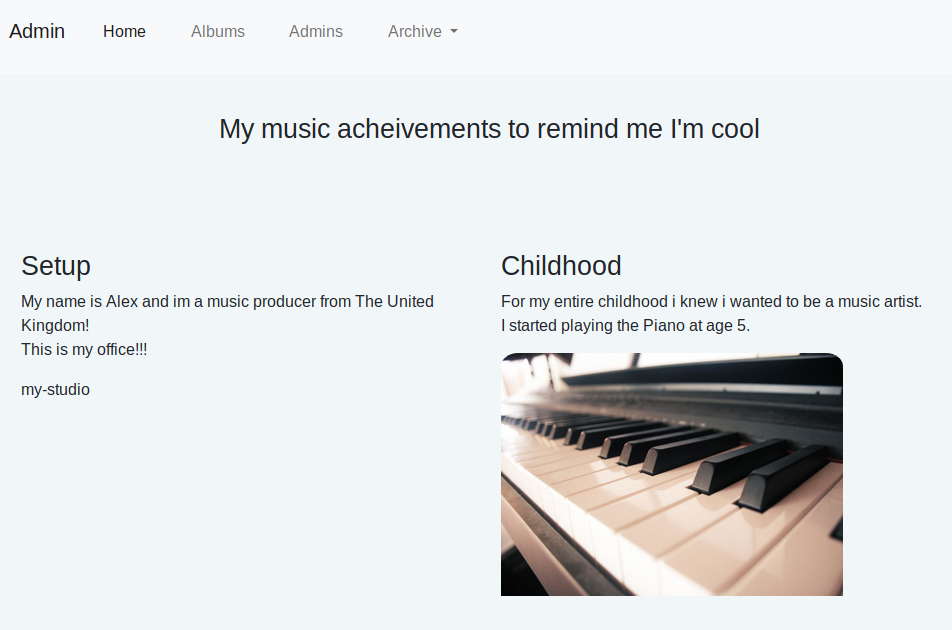 Admin Home Albums Admins Archive
My music acheivements to remind me I'm cool
Setup
My name is Alex and im a music producer from The United
Kingdom!
This is my office!!!
my-studio
Childhood
For my entire childhood i knew i wanted to be a music artist.
I started playing the Piano at age 5.